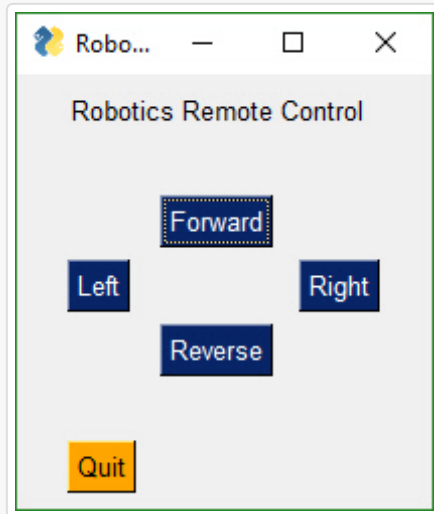 Robo...
Robotics Remote Control
Forward
Left Right
Reverse
Quit